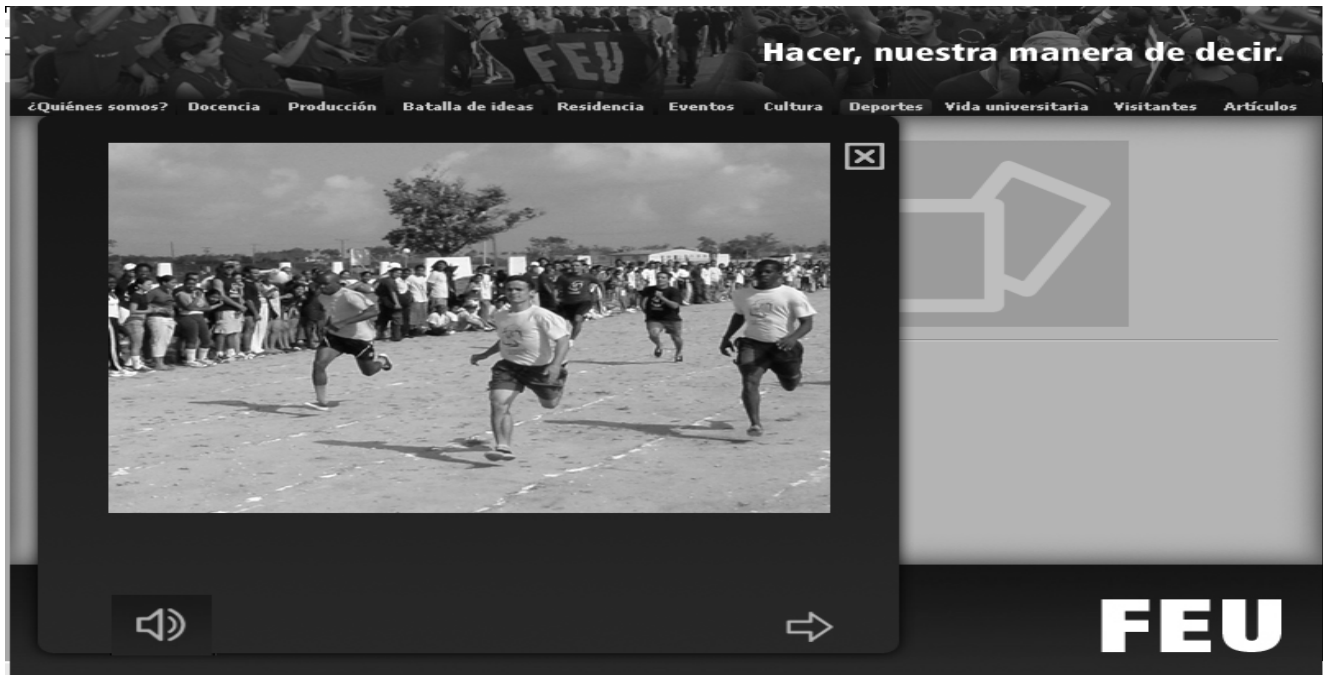 FEU
Hacer, nuestra manera de decir.
¿Quiénes somos? Docencia Producción Batalla de ideas Residencia Eventos Cultura Deportes Vida universitaria Visitantes Artículos
FEU